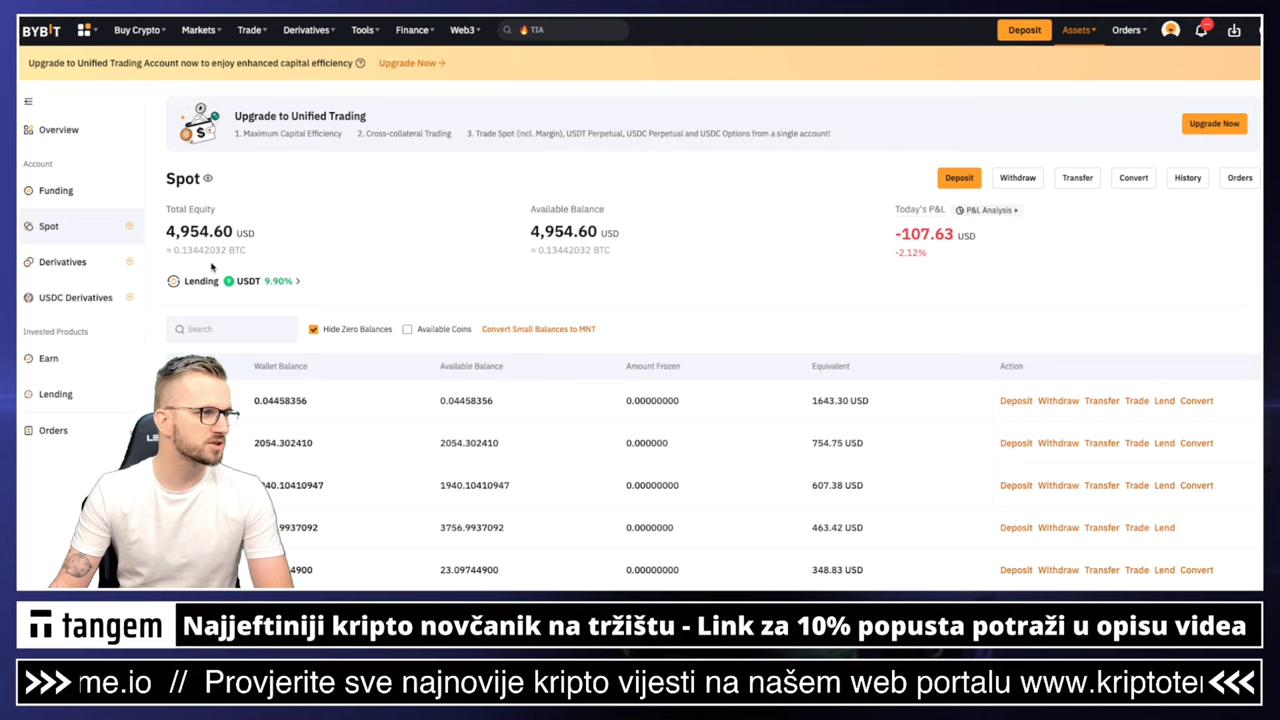 BYBIT Buy Crypto Markets Trade Derivatives Tools Finance Web3 TIA Deposit Assets Orders
Upgrade to Unified Trading Account now to enjoy enhanced capital efficiency Upgrade Now
Upgrade to Unified Trading
1. Maximum Capital Efficiency 2. Cross-collateral Trading 3. Trade Spot (incl. Margin), USDT Perpetual, USDC Perpetual and USDC Options from a single account!
Upgrade Now
Overview
Account
Funding
Spot
Derivatives
USDC Derivatives
Invested Products
Earn
Lending
Orders
Spot Deposit Withdraw Transfer Convert History Orders
Total Equity Available Balance Today's P&L P&L Analysis
4,954.60 USD 4,954.60 USD -107.63 USD
≈ 0.13442032 BTC ≈ 0.13442032 BTC -2.12%
Lending USDT 9.90%
Search Hide Zero Balances Available Coins Convert Small Balances to MNT
Wallet Balance Available Balance Amount Frozen Equivalent Action
0.04458356 0.04458356 0.00000000 1643.30 USD Deposit Withdraw Transfer Trade Lend Convert
2054.302410 2054.302410 0.000000 754.75 USD Deposit Withdraw Transfer Trade Lend Convert
40.10410947 1940.10410947 0.00000000 607.38 USD Deposit Withdraw Transfer Trade Lend Convert
.9937092 3756.9937092 0.0000000 463.42 USD Deposit Withdraw Transfer Trade Lend
4900 23.09744900 0.00000000 348.83 USD Deposit Withdraw Transfer Trade Lend Convert
tangem Najjeftiniji kripto novčanik na tržištu - Link za 10% popusta potraži u opisu videa
me.io // Provjerite sve najnovije kripto vijesti na našem web portalu www.kriptote